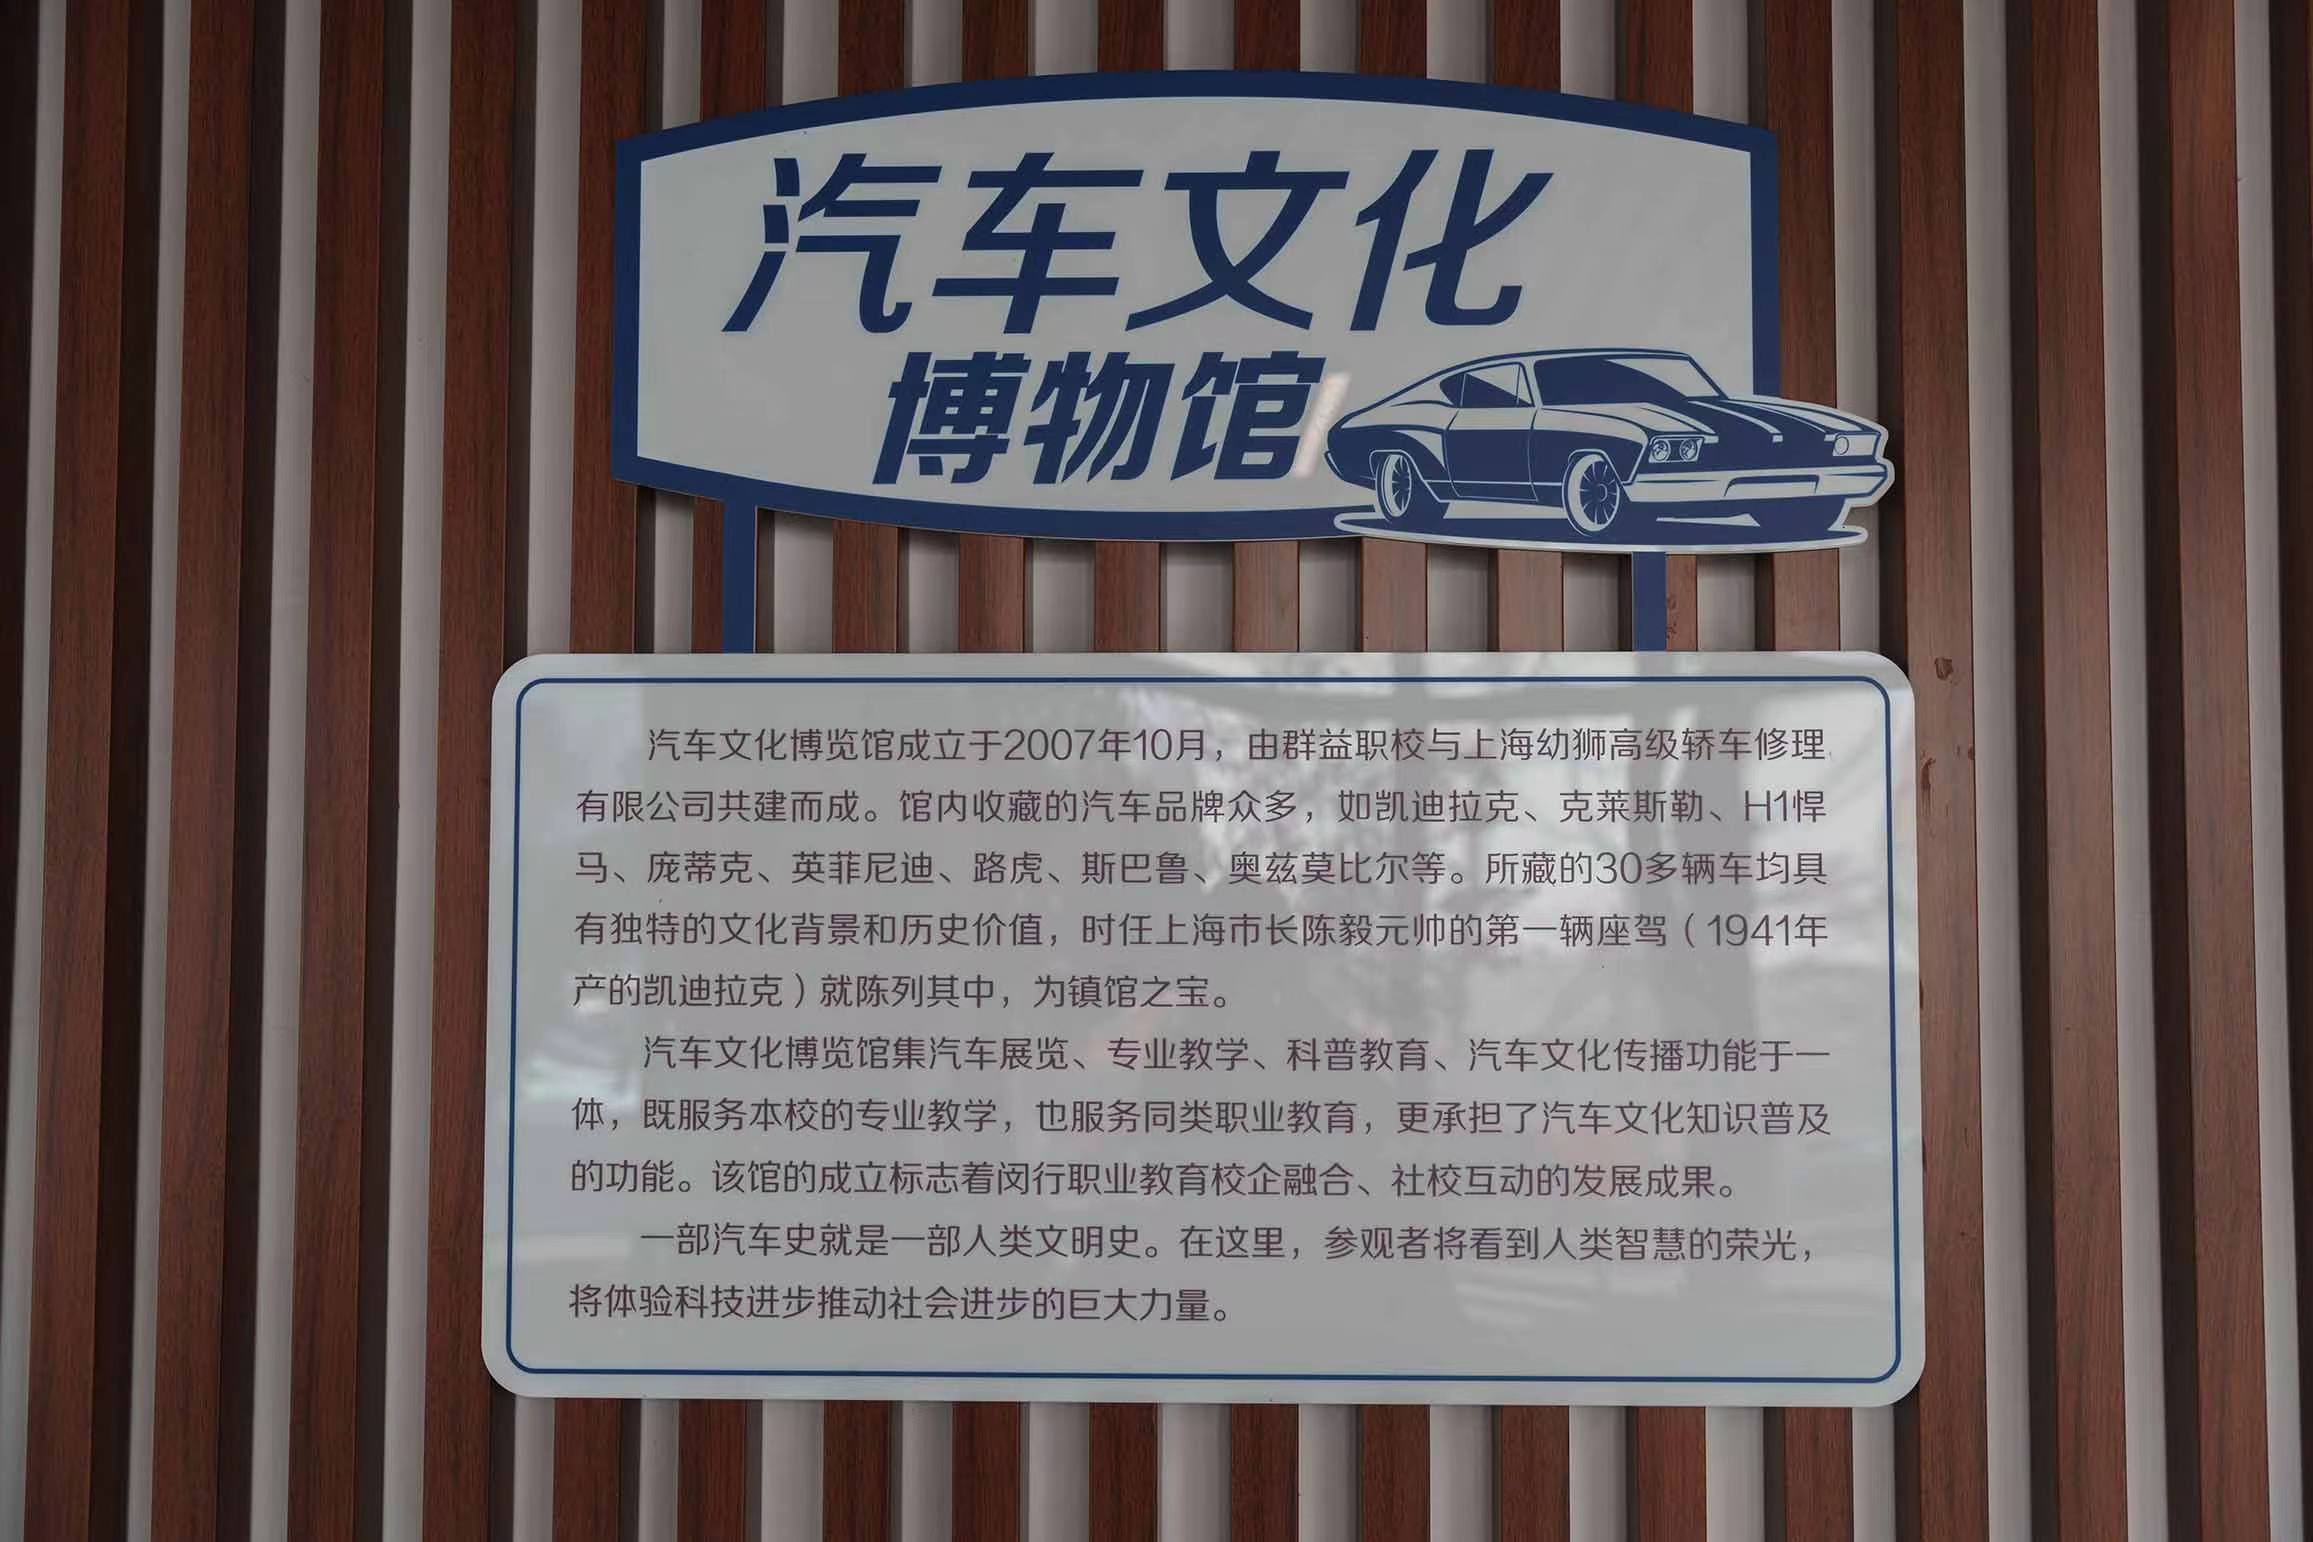 汽车文化
博物馆
汽车文化博览馆成立于2007年10月，由群益职校与上海幼狮高级轿车修理
有限公司共建而成。馆内收藏的汽车品牌众多，如凯迪拉克、克莱斯勒、H1悍
马、庞蒂克、英菲尼迪、路虎、斯巴鲁、奥兹莫比尔等。所藏的30多辆车均具
有独特的文化背景和历史价值，时任上海市长陈毅元帅的第一辆座驾（1941年
产的凯迪拉克）就陈列其中，为镇馆之宝。
汽车文化博览馆集汽车展览、专业教学、科普教育、汽车文化传播功能于一
体，既服务本校的专业教学，也服务同类职业教育，更承担了汽车文化知识普及
的功能。该馆的成立标志着闵行职业教育校企融合、社校互动的发展成果。
一部汽车史就是一部人类文明史。在这里，参观者将看到人类智慧的荣光，
将体验科技进步推动社会进步的巨大力量。